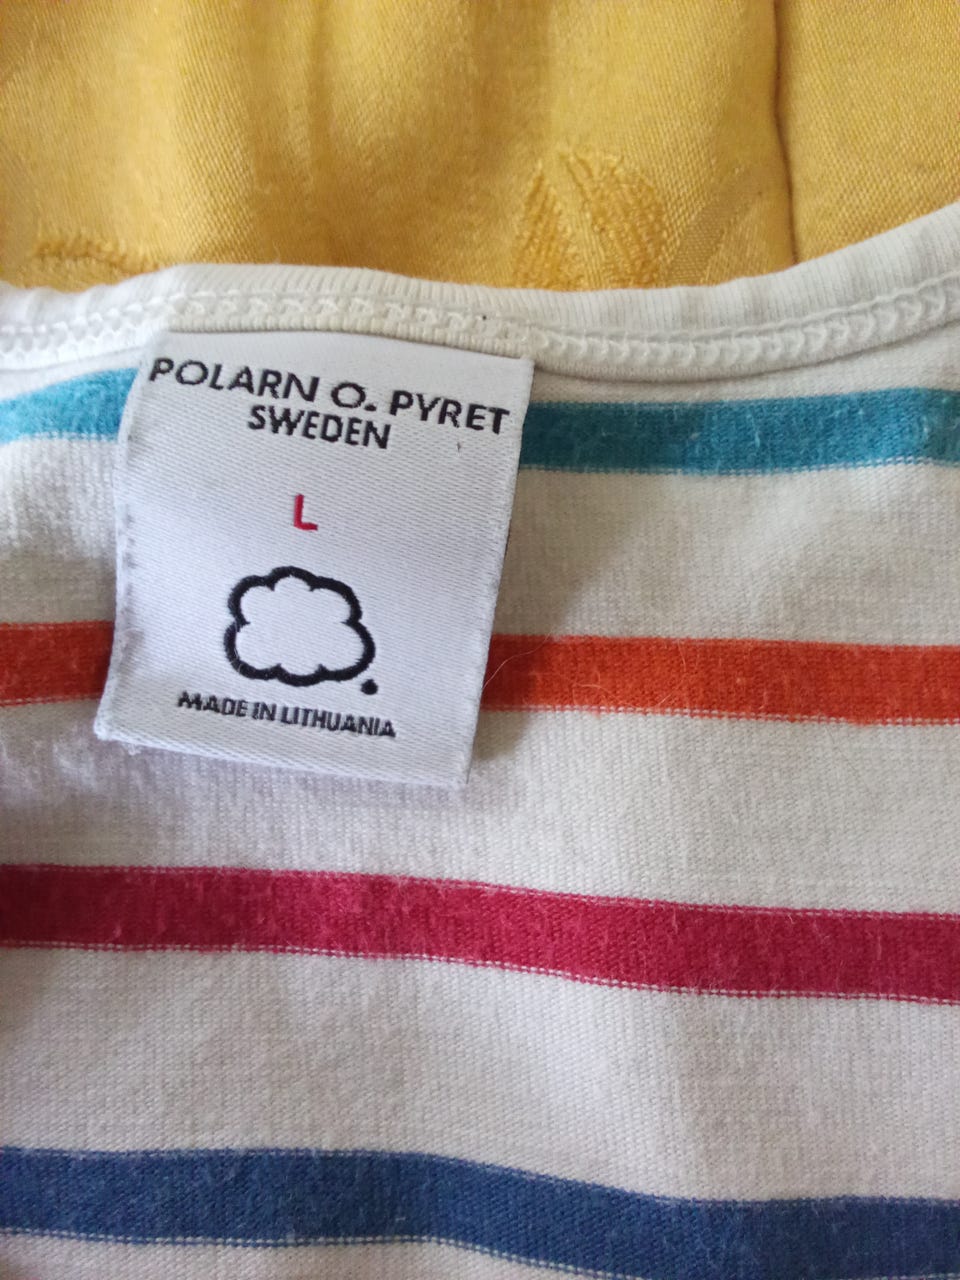 POLARN O. PYRET
SWEDEN
L
MADE IN LITHUANIA